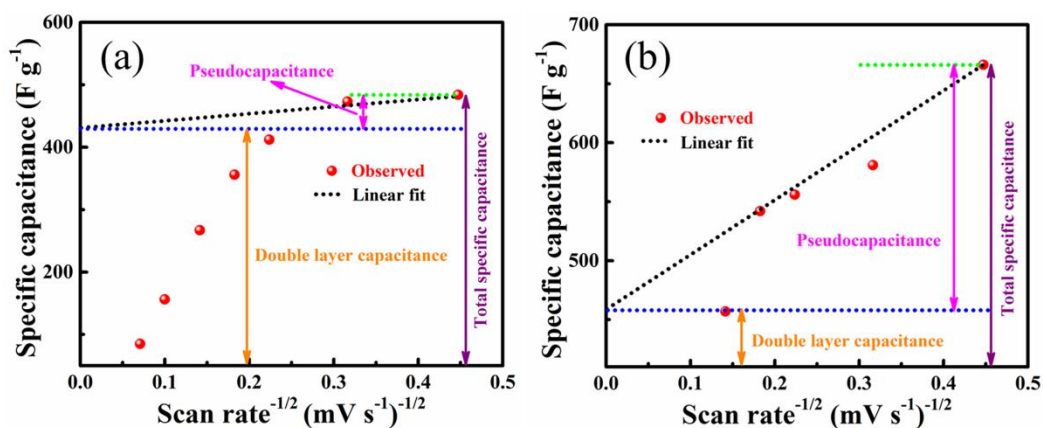 (a)
Specific capacitance (F g⁻¹)
600
400
200
Pseudocapacitance
Observed
Linear fit
Double layer capacitance
Total specific capacitance
0.0 0.1 0.2 0.3 0.4 0.5
Scan rate⁻¹/² (mV s⁻¹)⁻¹/²
(b)
Specific capacitance (F g⁻¹)
700
600
500
Observed
Linear fit
Pseudocapacitance
Double layer capacitance
Total specific capacitance
0.0 0.1 0.2 0.3 0.4 0.5
Scan rate⁻¹/² (mV s⁻¹)⁻¹/²